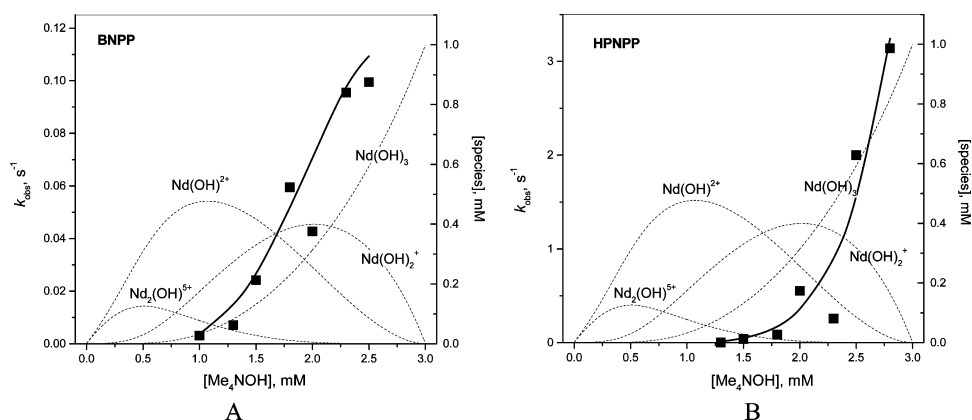 BNPP
0.12
0.10
0.08
0.06
0.04
0.02
0.00
k_obs, s⁻¹
1.0
0.8
0.6
0.4
0.2
0.0
[species], mM
Nd(OH)²⁺
Nd(OH)₃
Nd(OH)₂⁺
Nd₂(OH)⁵⁺
0.0 0.5 1.0 1.5 2.0 2.5 3.0
[Me₄NOH], mM
A
HPNPP
3
2
1
0
k_obs, s⁻¹
1.0
0.8
0.6
0.4
0.2
0.0
[species], mM
Nd(OH)²⁺
Nd(OH)₃
Nd(OH)₂⁺
Nd₂(OH)⁵⁺
0.0 0.5 1.0 1.5 2.0 2.5 3.0
[Me₄NOH], mM
B